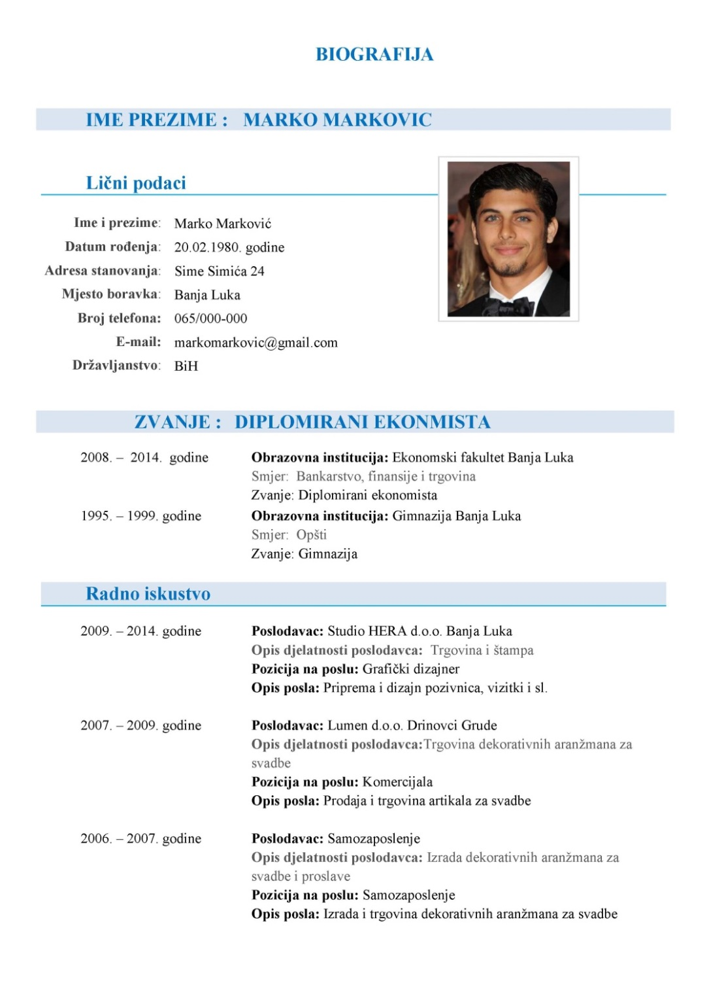 BIOGRAFIJA
IME PREZIME : MARKO MARKOVIC
Lični podaci
Ime i prezime: Marko Marković
Datum rođenja: 20.02.1980. godine
Adresa stanovanja: Sime Simića 24
Mjesto boravka: Banja Luka
Broj telefona: 065/000-000
E-mail: markomarkovic@gmail.com
Državljanstvo: BiH
ZVANJE : DIPLOMIRANI EKONMISTA
2008. – 2014. godine Obrazovna institucija: Ekonomski fakultet Banja Luka
Smjer: Bankarstvo, finansije i trgovina
Zvanje: Diplomirani ekonomista
1995. – 1999. godine Obrazovna institucija: Gimnazija Banja Luka
Smjer: Opšti
Zvanje: Gimnazija
Radno iskustvo
2009. – 2014. godine Poslodavac: Studio HERA d.o.o. Banja Luka
Opis djelatnosti poslodavca: Trgovina i štampa
Pozicija na poslu: Grafički dizajner
Opis posla: Priprema i dizajn pozivnica, vizitki i sl.
2007. – 2009. godine Poslodavac: Lumen d.o.o. Drinovci Grude
Opis djelatnosti poslodavca:Trgovina dekorativnih aranžmana za
svadbe
Pozicija na poslu: Komercijala
Opis posla: Prodaja i trgovina artikala za svadbe
2006. – 2007. godine Poslodavac: Samozaposlenje
Opis djelatnosti poslodavca: Izrada dekorativnih aranžmana za
svadbe i proslave
Pozicija na poslu: Samozaposlenje
Opis posla: Izrada i trgovina dekorativnih aranžmana za svadbe